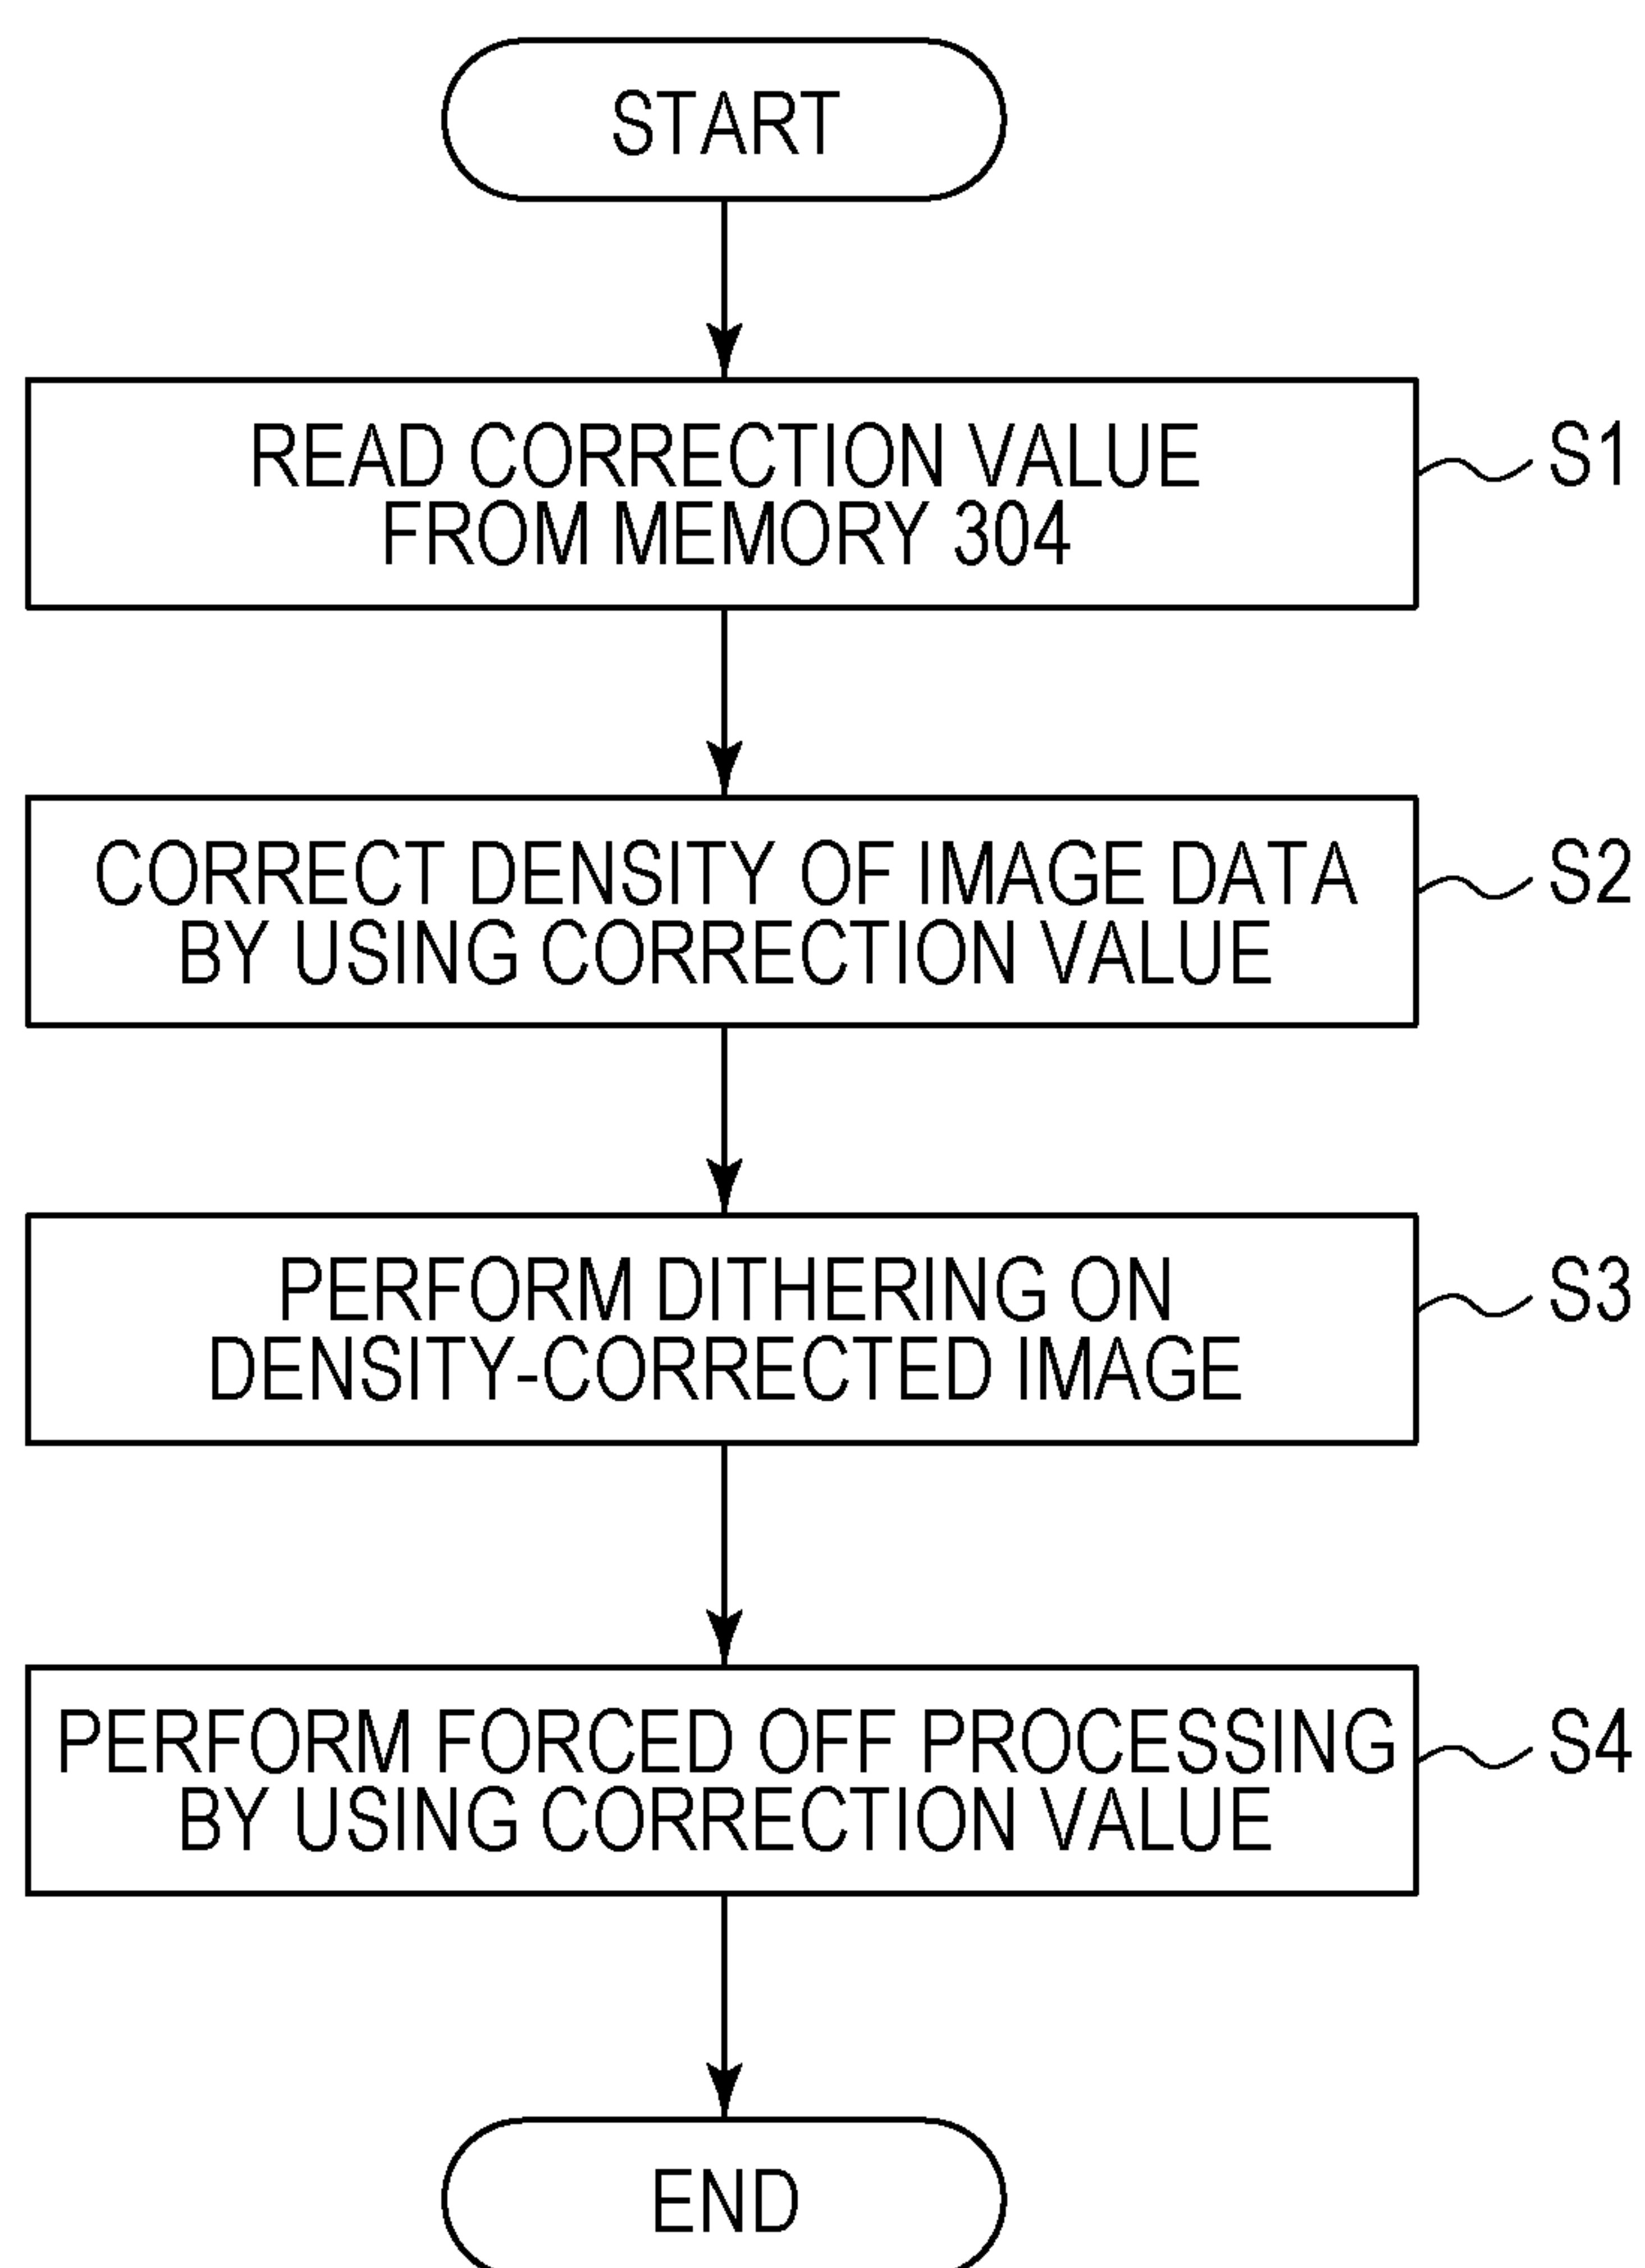 START
READ CORRECTION VALUE
FROM MEMORY 304
S1
CORRECT DENSITY OF IMAGE DATA
BY USING CORRECTION VALUE
S2
PERFORM DITHERING ON
DENSITY-CORRECTED IMAGE
S3
PERFORM FORCED OFF PROCESSING
BY USING CORRECTION VALUE
S4
END